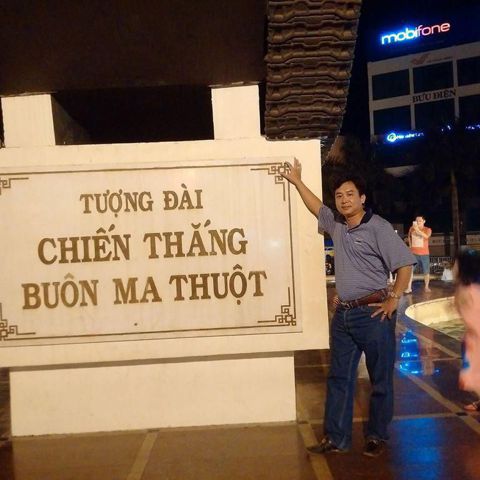 TƯỢNG ĐÀI
CHIẾN THẮNG
BUÔN MA THUỘT
mobifone
BƯU ĐIỆN